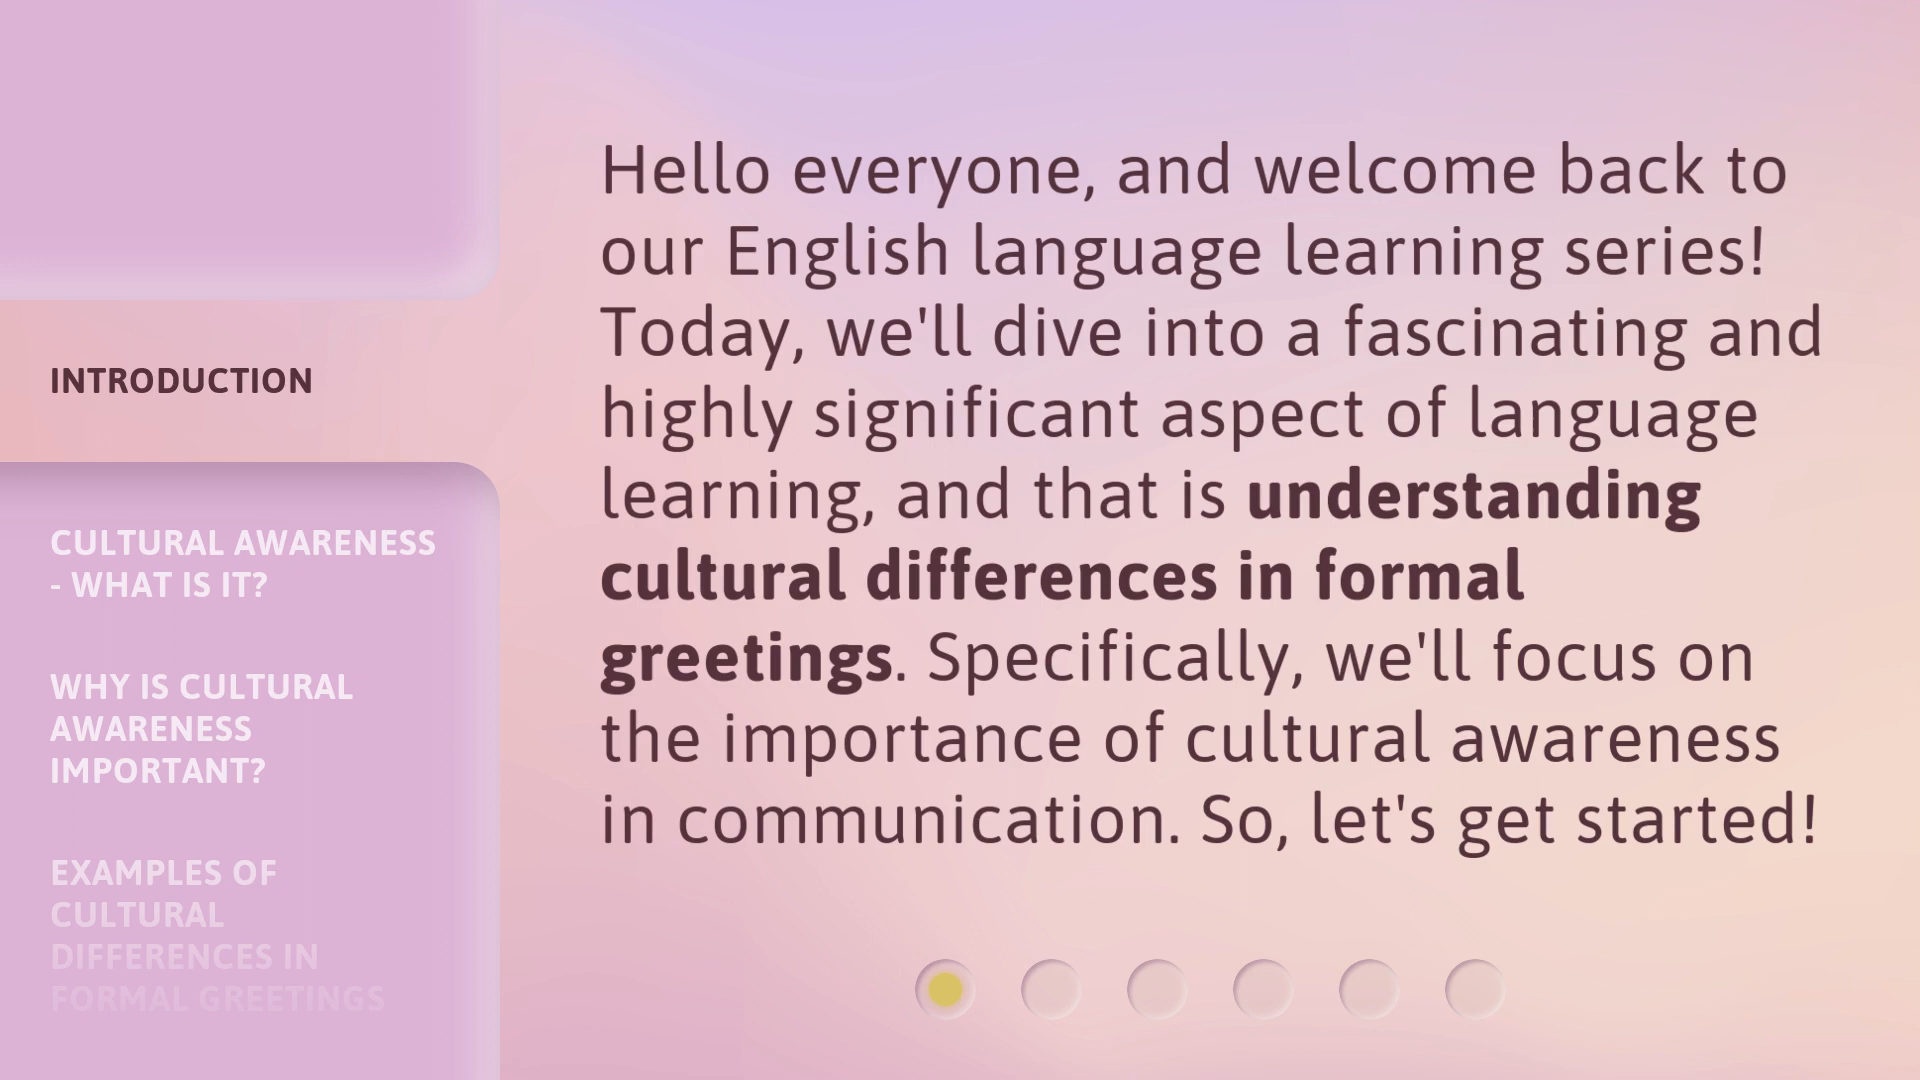 INTRODUCTION
CULTURAL AWARENESS
- WHAT IS IT?
WHY IS CULTURAL
AWARENESS
IMPORTANT?
EXAMPLES OF
CULTURAL
DIFFERENCES IN
FORMAL GREETINGS
Hello everyone, and welcome back to
our English language learning series!
Today, we'll dive into a fascinating and
highly significant aspect of language
learning, and that is understanding
cultural differences in formal
greetings. Specifically, we'll focus on
the importance of cultural awareness
in communication. So, let's get started!